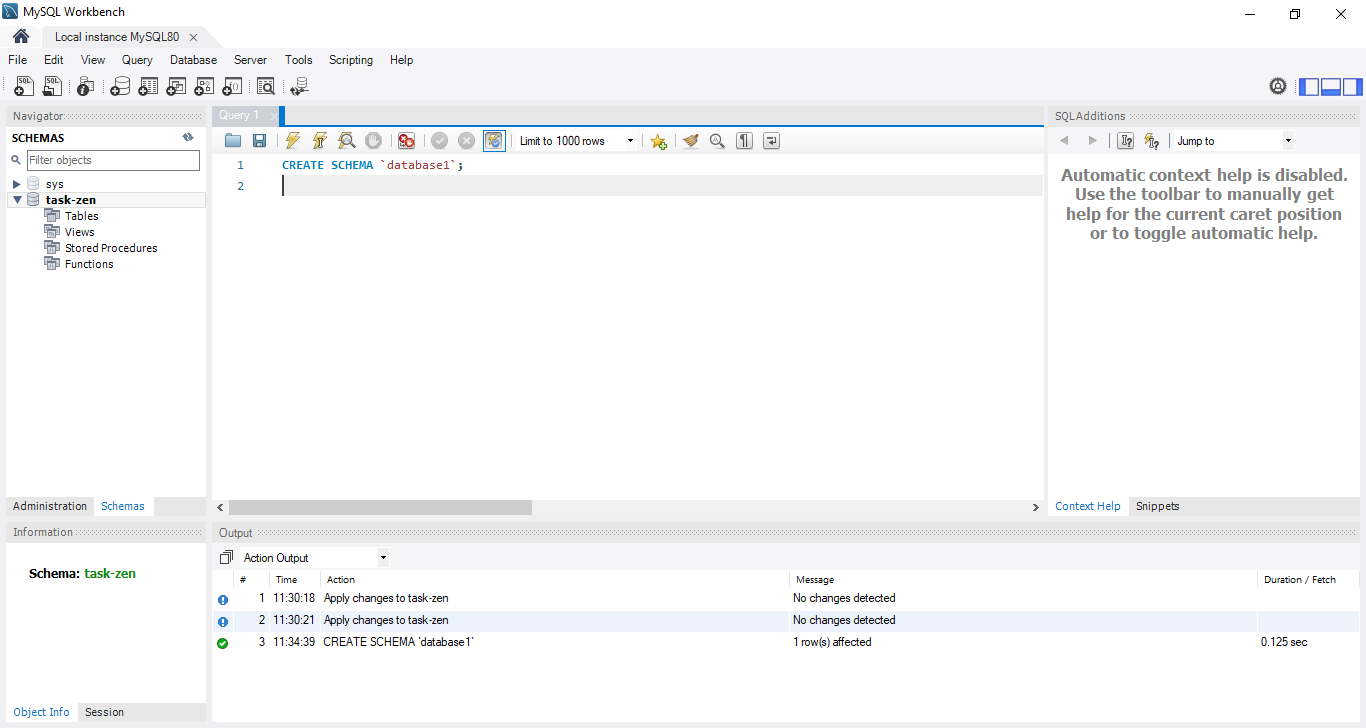 MySQL Workbench
Local instance MySQL80
File Edit View Query Database Server Tools Scripting Help
Navigator
SCHEMAS
Filter objects
sys
task-zen
Tables
Views
Stored Procedures
Functions
Administration Schemas
Information
Schema: task-zen
Object Info Session
Query 1
Limit to 1000 rows
1 CREATE SCHEMA `database1`;
2
SQLAdditions
Jump to
Automatic context help is disabled.
Use the toolbar to manually get
help for the current caret position
or to toggle automatic help.
Context Help Snippets
Output
Action Output
# Time Action Message Duration / Fetch
1 11:30:18 Apply changes to task-zen No changes detected
2 11:30:21 Apply changes to task-zen No changes detected
3 11:34:39 CREATE SCHEMA `database1` 1 row(s) affected 0.125 sec